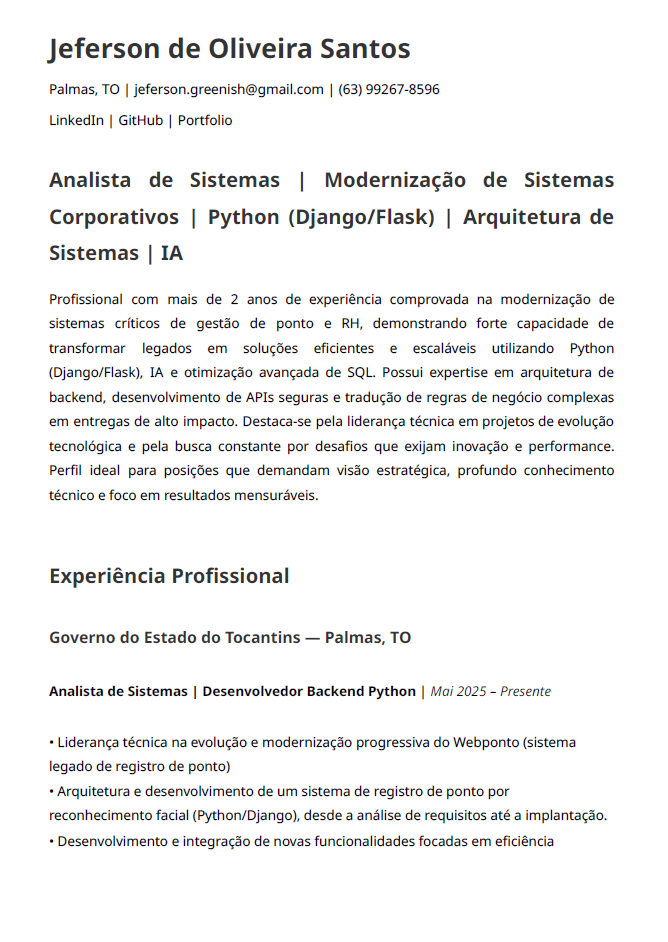 Jeferson de Oliveira Santos
Palmas, TO | jeferson.greenish@gmail.com | (63) 99267-8596
LinkedIn | GitHub | Portfolio
Analista de Sistemas | Modernização de Sistemas
Corporativos | Python (Django/Flask) | Arquitetura de
Sistemas | IA
Profissional com mais de 2 anos de experiência comprovada na modernização de
sistemas críticos de gestão de ponto e RH, demonstrando forte capacidade de
transformar legados em soluções eficientes e escaláveis utilizando Python
(Django/Flask), IA e otimização avançada de SQL. Possui expertise em arquitetura de
backend, desenvolvimento de APIs seguras e tradução de regras de negócio complexas
em entregas de alto impacto. Destaca-se pela liderança técnica em projetos de evolução
tecnológica e pela busca constante por desafios que exijam inovação e performance.
Perfil ideal para posições que demandam visão estratégica, profundo conhecimento
técnico e foco em resultados mensuráveis.
Experiência Profissional
Governo do Estado do Tocantins — Palmas, TO
Analista de Sistemas | Desenvolvedor Backend Python | Mai 2025 – Presente
• Liderança técnica na evolução e modernização progressiva do Webponto (sistema
legado de registro de ponto)
• Arquitetura e desenvolvimento de um sistema de registro de ponto por
reconhecimento facial (Python/Django), desde a análise de requisitos até a implantação.
• Desenvolvimento e integração de novas funcionalidades focadas em eficiência